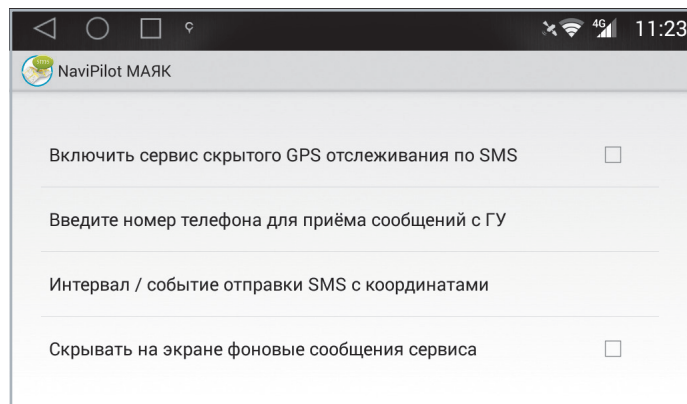 4G 11:23
NaviPilot МАЯК
Включить сервис скрытого GPS отслеживания по SMS
Введите номер телефона для приёма сообщений с ГУ
Интервал / событие отправки SMS с координатами
Скрывать на экране фоновые сообщения сервиса